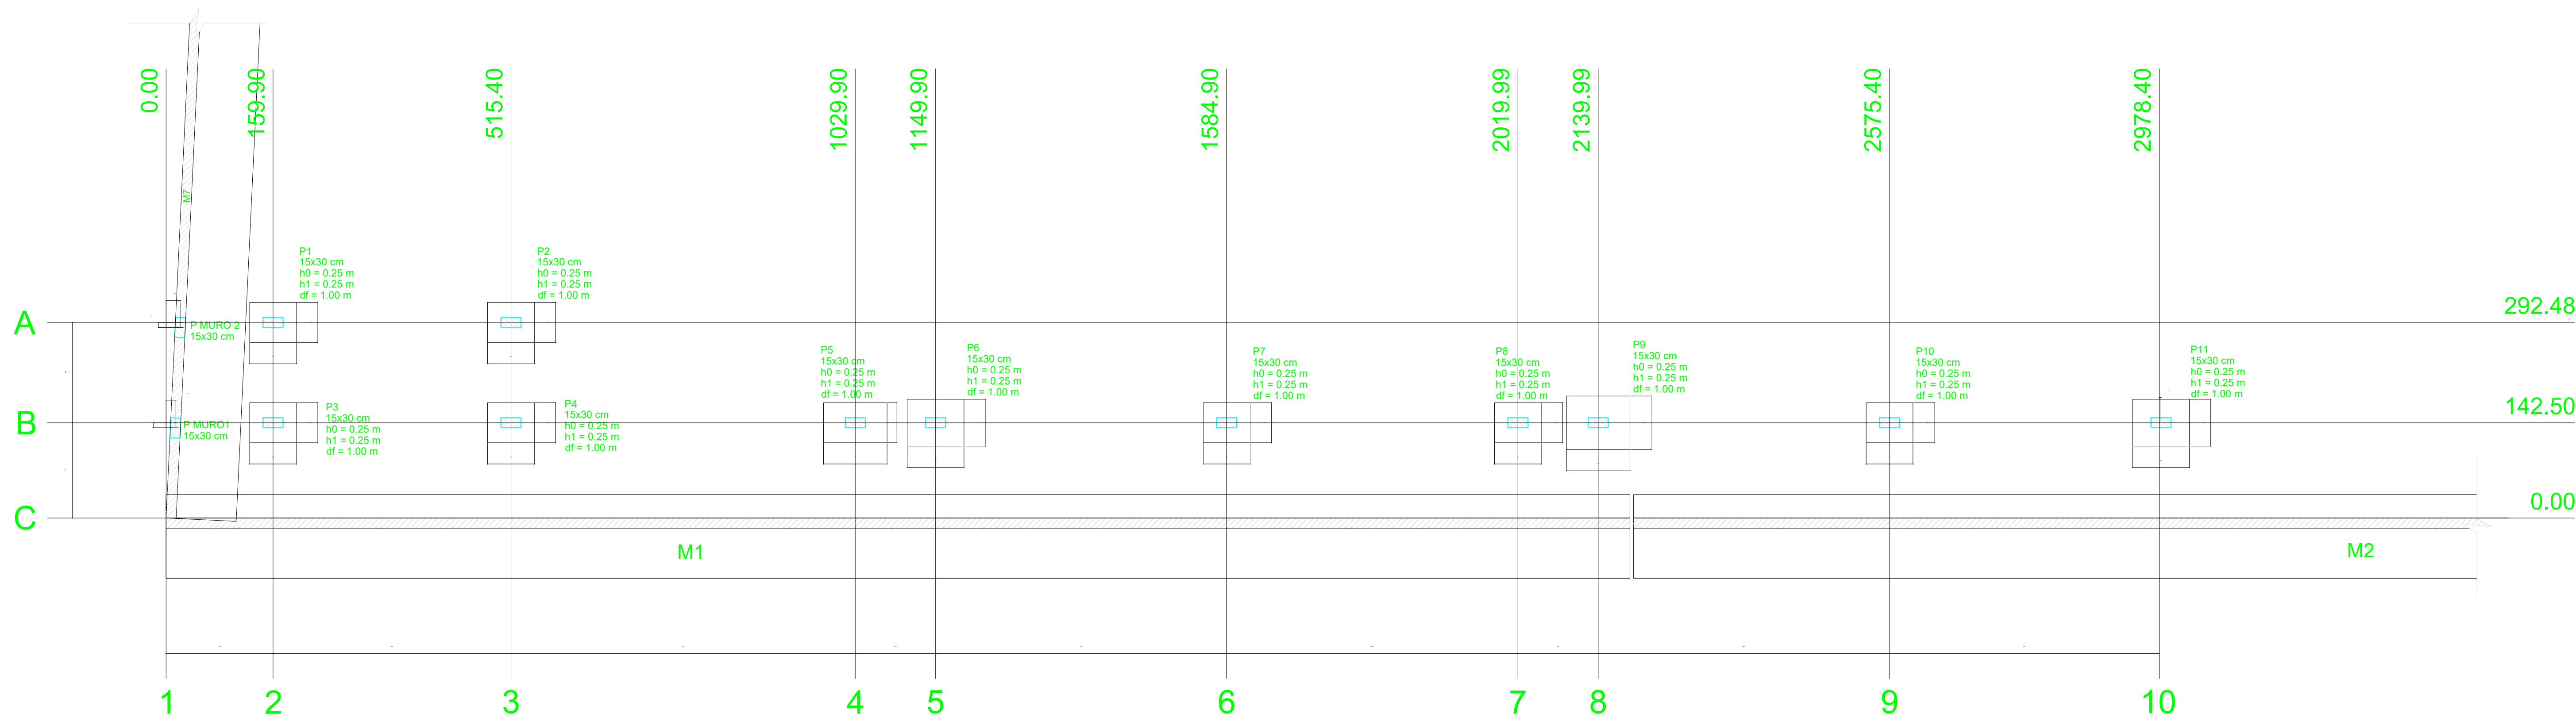 0.00
159.90
515.40
1029.90
1149.90
1584.90
2019.99
2139.99
2575.40
2978.40
M7
P1
15x30 cm
h0 = 0.25 m
h1 = 0.25 m
df = 1.00 m
P2
15x30 cm
h0 = 0.25 m
h1 = 0.25 m
df = 1.00 m
A
292.48
P MURO 2
15x30 cm
P5
15x30 cm
h0 = 0.25 m
h1 = 0.25 m
df = 1.00 m
P6
15x30 cm
h0 = 0.25 m
h1 = 0.25 m
df = 1.00 m
P7
15x30 cm
h0 = 0.25 m
h1 = 0.25 m
df = 1.00 m
P8
15x30 cm
h0 = 0.25 m
h1 = 0.25 m
df = 1.00 m
P9
15x30 cm
h0 = 0.25 m
h1 = 0.25 m
df = 1.00 m
P10
15x30 cm
h0 = 0.25 m
h1 = 0.25 m
df = 1.00 m
P11
15x30 cm
h0 = 0.25 m
h1 = 0.25 m
df = 1.00 m
B
142.50
P MURO1
15x30 cm
P3
15x30 cm
h0 = 0.25 m
h1 = 0.25 m
df = 1.00 m
P4
15x30 cm
h0 = 0.25 m
h1 = 0.25 m
df = 1.00 m
C
0.00
M1
M2
1
2
3
4
5
6
7
8
9
10